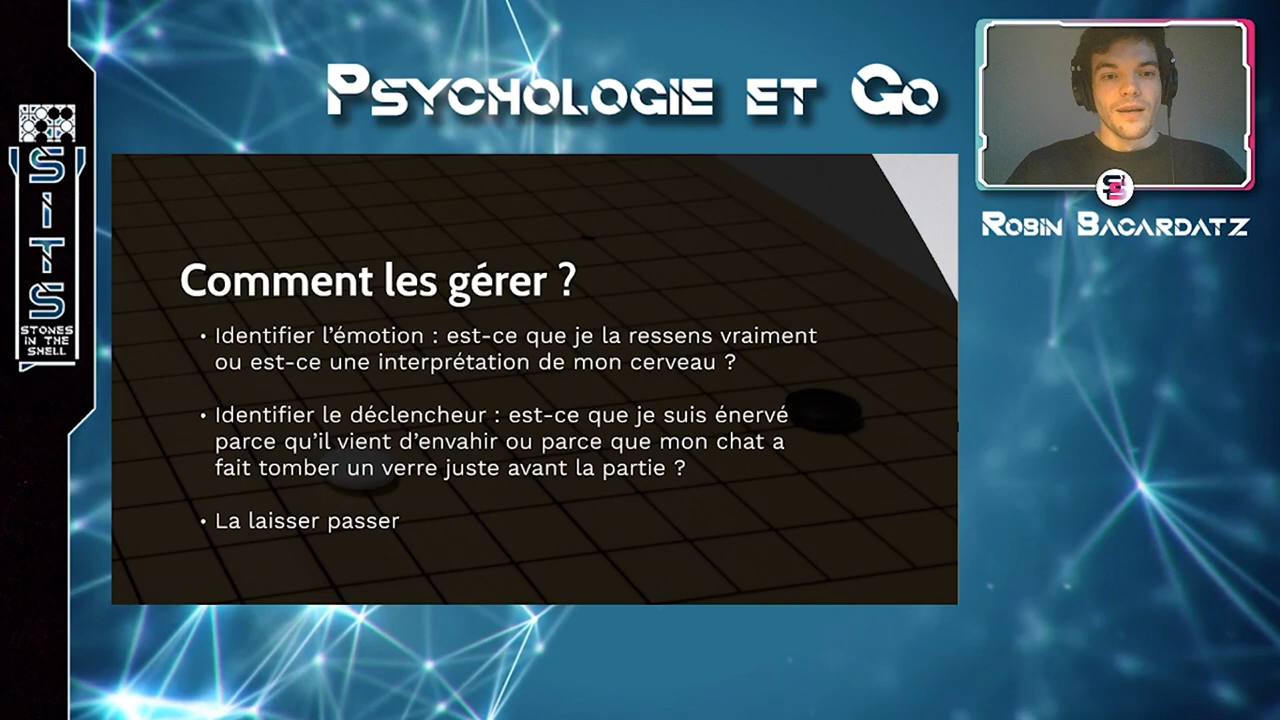 Psychologie et Go
SiTS
STONES
IN THE
SHELL
Robin Bacardatz
Comment les gérer ?
• Identifier l’émotion : est-ce que je la ressens vraiment
ou est-ce une interprétation de mon cerveau ?
• Identifier le déclencheur : est-ce que je suis énervé
parce qu’il vient d’envahir ou parce que mon chat a
fait tomber un verre juste avant la partie ?
• La laisser passer